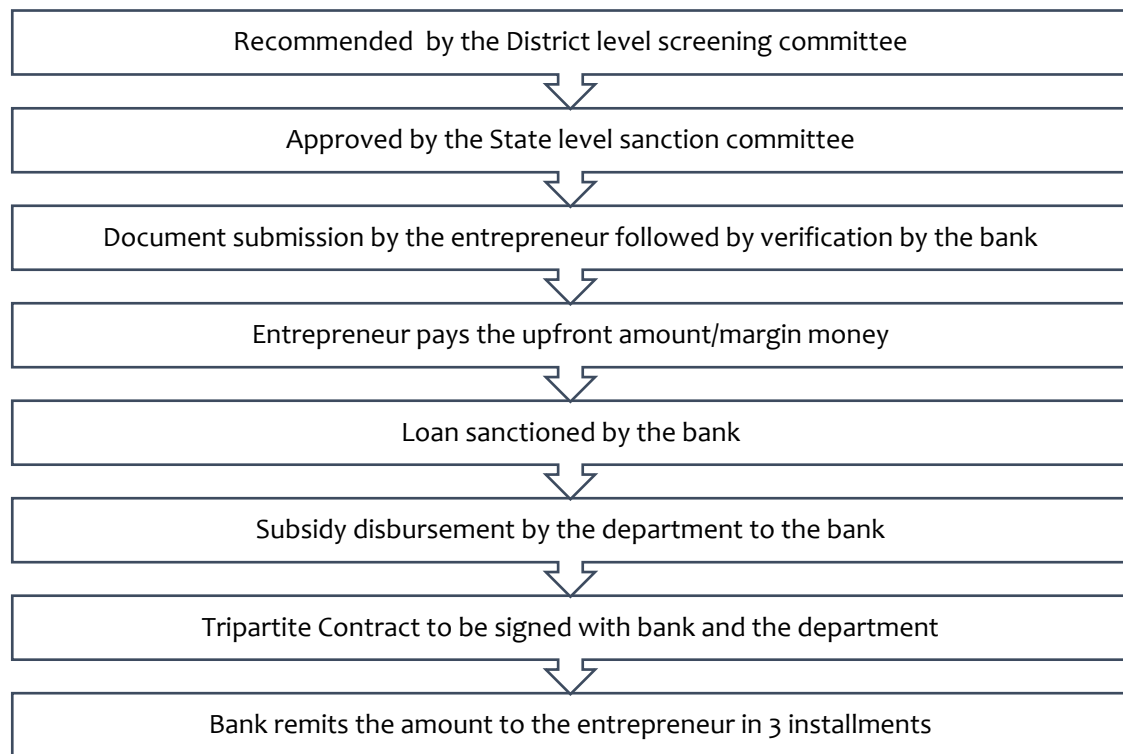 Recommended by the District level screening committee
Approved by the State level sanction committee
Document submission by the entrepreneur followed by verification by the bank
Entrepreneur pays the upfront amount/margin money
Loan sanctioned by the bank
Subsidy disbursement by the department to the bank
Tripartite Contract to be signed with bank and the department
Bank remits the amount to the entrepreneur in 3 installments